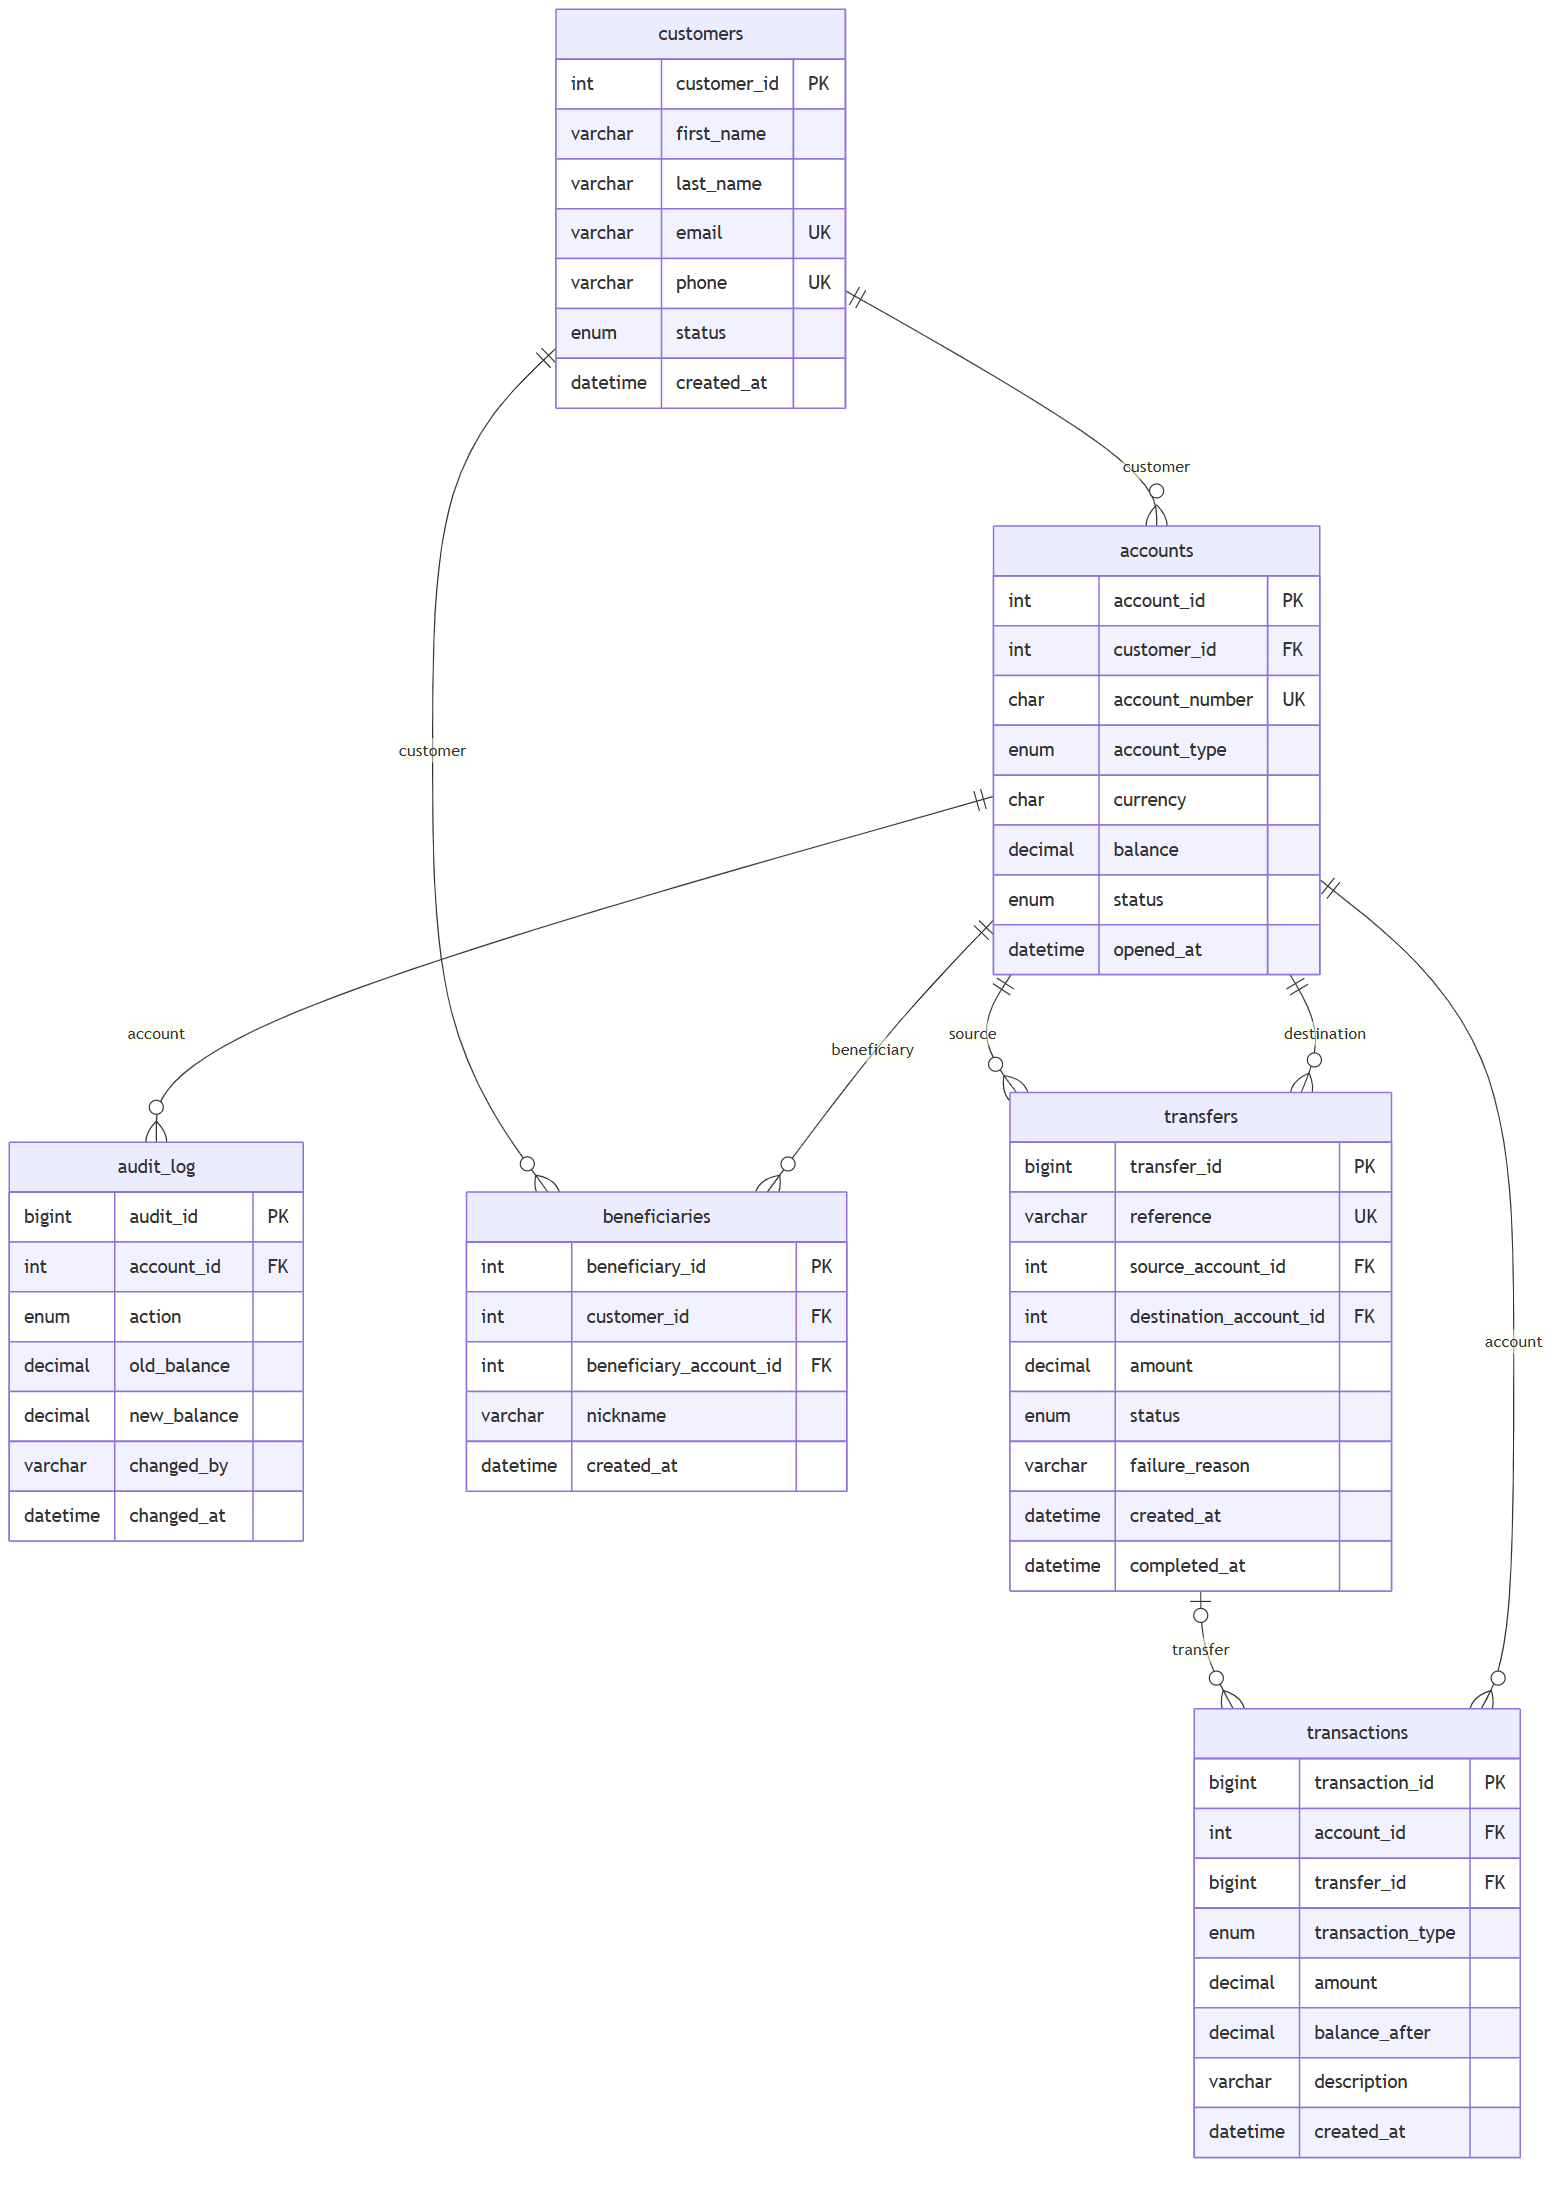 customers
int customer_id PK
varchar first_name
varchar last_name
varchar email UK
varchar phone UK
enum status
datetime created_at
customer
accounts
int account_id PK
int customer_id FK
char account_number UK
enum account_type
char currency
decimal balance
enum status
datetime opened_at
customer
account
beneficiary
source
destination
audit_log
bigint audit_id PK
int account_id FK
enum action
decimal old_balance
decimal new_balance
varchar changed_by
datetime changed_at
beneficiaries
int beneficiary_id PK
int customer_id FK
int beneficiary_account_id FK
varchar nickname
datetime created_at
transfers
bigint transfer_id PK
varchar reference UK
int source_account_id FK
int destination_account_id FK
decimal amount
enum status
varchar failure_reason
datetime created_at
datetime completed_at
account
transfer
transactions
bigint transaction_id PK
int account_id FK
bigint transfer_id FK
enum transaction_type
decimal amount
decimal balance_after
varchar description
datetime created_at